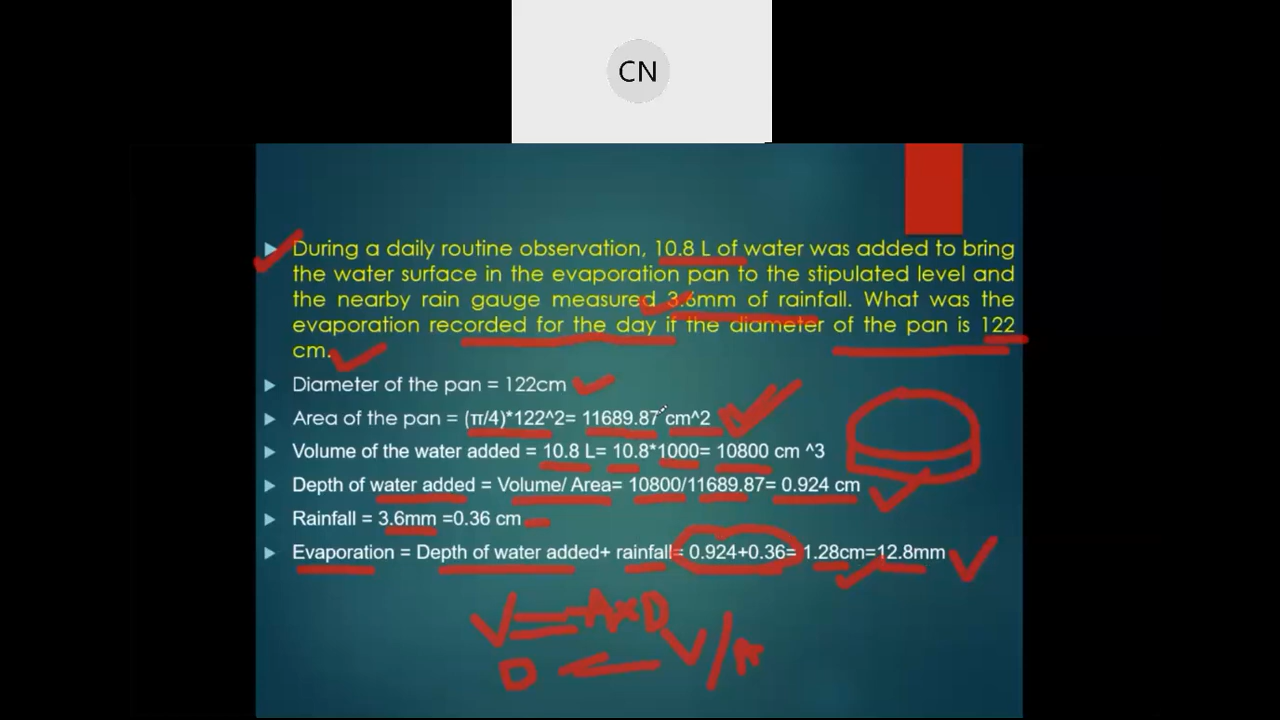 CN
During a daily routine observation, 10.8 L of water was added to bring
the water surface in the evaporation pan to the stipulated level and
the nearby rain gauge measured 3.6mm of rainfall. What was the
evaporation recorded for the day if the diameter of the pan is 122
cm.
Diameter of the pan = 122cm
Area of the pan = (π/4)*122^2= 11689.87 cm^2
Volume of the water added = 10.8 L= 10.8*1000= 10800 cm ^3
Depth of water added = Volume/ Area= 10800/11689.87= 0.924 cm
Rainfall = 3.6mm =0.36 cm
Evaporation = Depth of water added+ rainfall= 0.924+0.36= 1.28cm=12.8mm
V = A×D
D = V/A